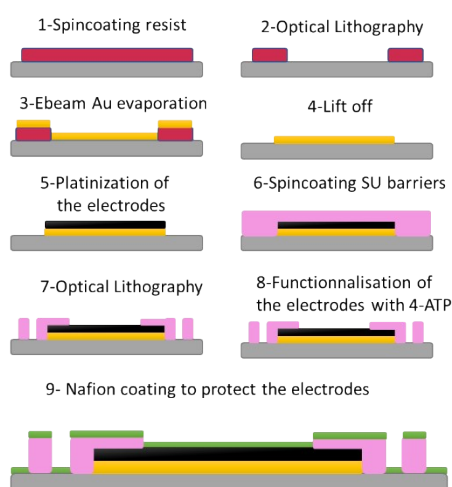 1-Spincoating resist
2-Optical Lithography
3-Ebeam Au evaporation
4-Lift off
5-Platinization of
the electrodes
6-Spincoating SU barriers
7-Optical Lithography
8-Functionnalisation of
the electrodes with 4-ATP
9- Nafion coating to protect the electrodes